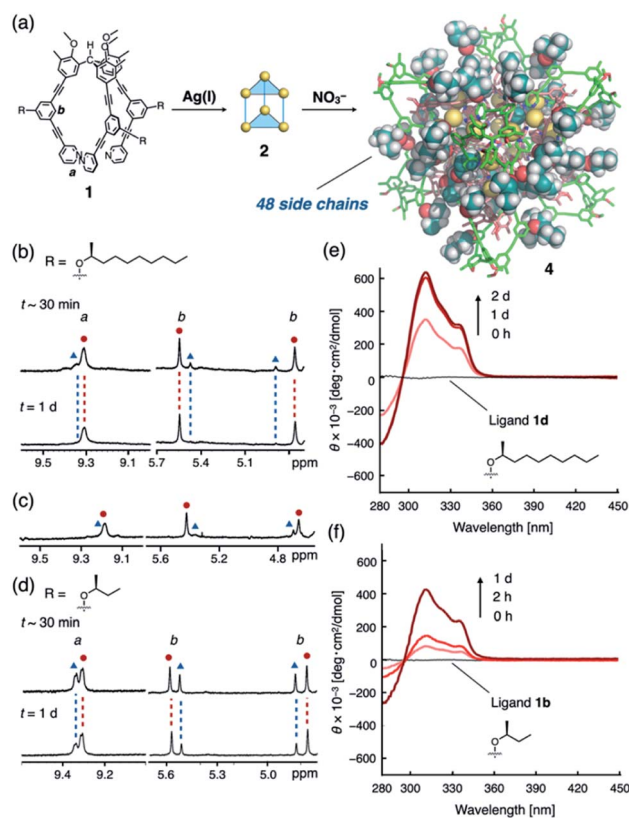 (a)
O
O
H
C
R
b
R
R
N
N
N
a
1
Ag(I)
2
NO₃⁻
48 side chains
4
(b)
R =
O
t ~ 30 min
a
b
b
t = 1 d
9.5
9.3
9.1
5.7
5.4
5.1
4.8
ppm
(c)
9.5
9.3
9.1
5.6
5.2
4.8
ppm
(d)
R =
O
t ~ 30 min
a
b
b
t = 1 d
9.4
9.2
5.6
5.4
5.0
4.8
ppm
(e)
θ × 10⁻³ [deg·cm²/dmol]
600
400
200
0
−200
−400
−600
2 d
1 d
0 h
Ligand 1d
O
280
300
330
360
390
420
450
Wavelength [nm]
(f)
θ × 10⁻³ [deg·cm²/dmol]
600
400
200
0
−200
−400
−600
1 d
2 h
0 h
Ligand 1b
O
280
300
330
360
390
420
450
Wavelength [nm]